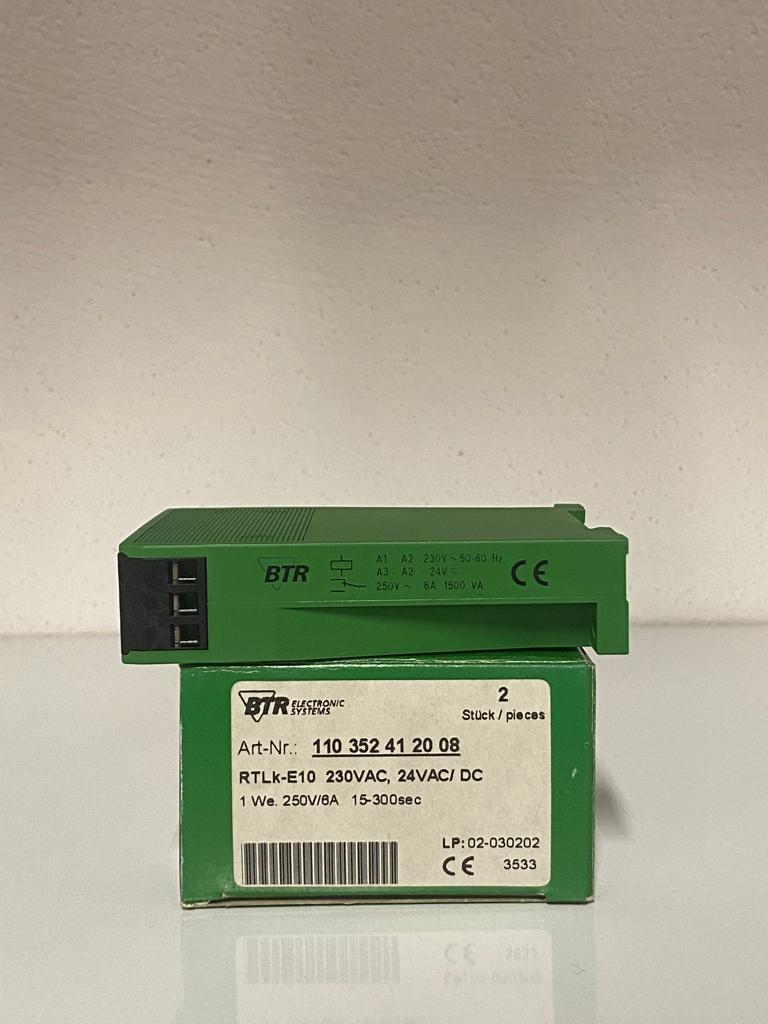 BTR
A1 A2 230V ~ 50-60 Hz
A3 - A2 24V ⎓
250V ~ 6A 1500 VA
CE
BTR ELECTRONIC SYSTEMS
2
Stück / pieces
Art-Nr.: 110 352 41 20 08
RTLk-E10 230VAC, 24VAC/ DC
1 We. 250V/6A 15-300sec
LP: 02-030202
CE 3533